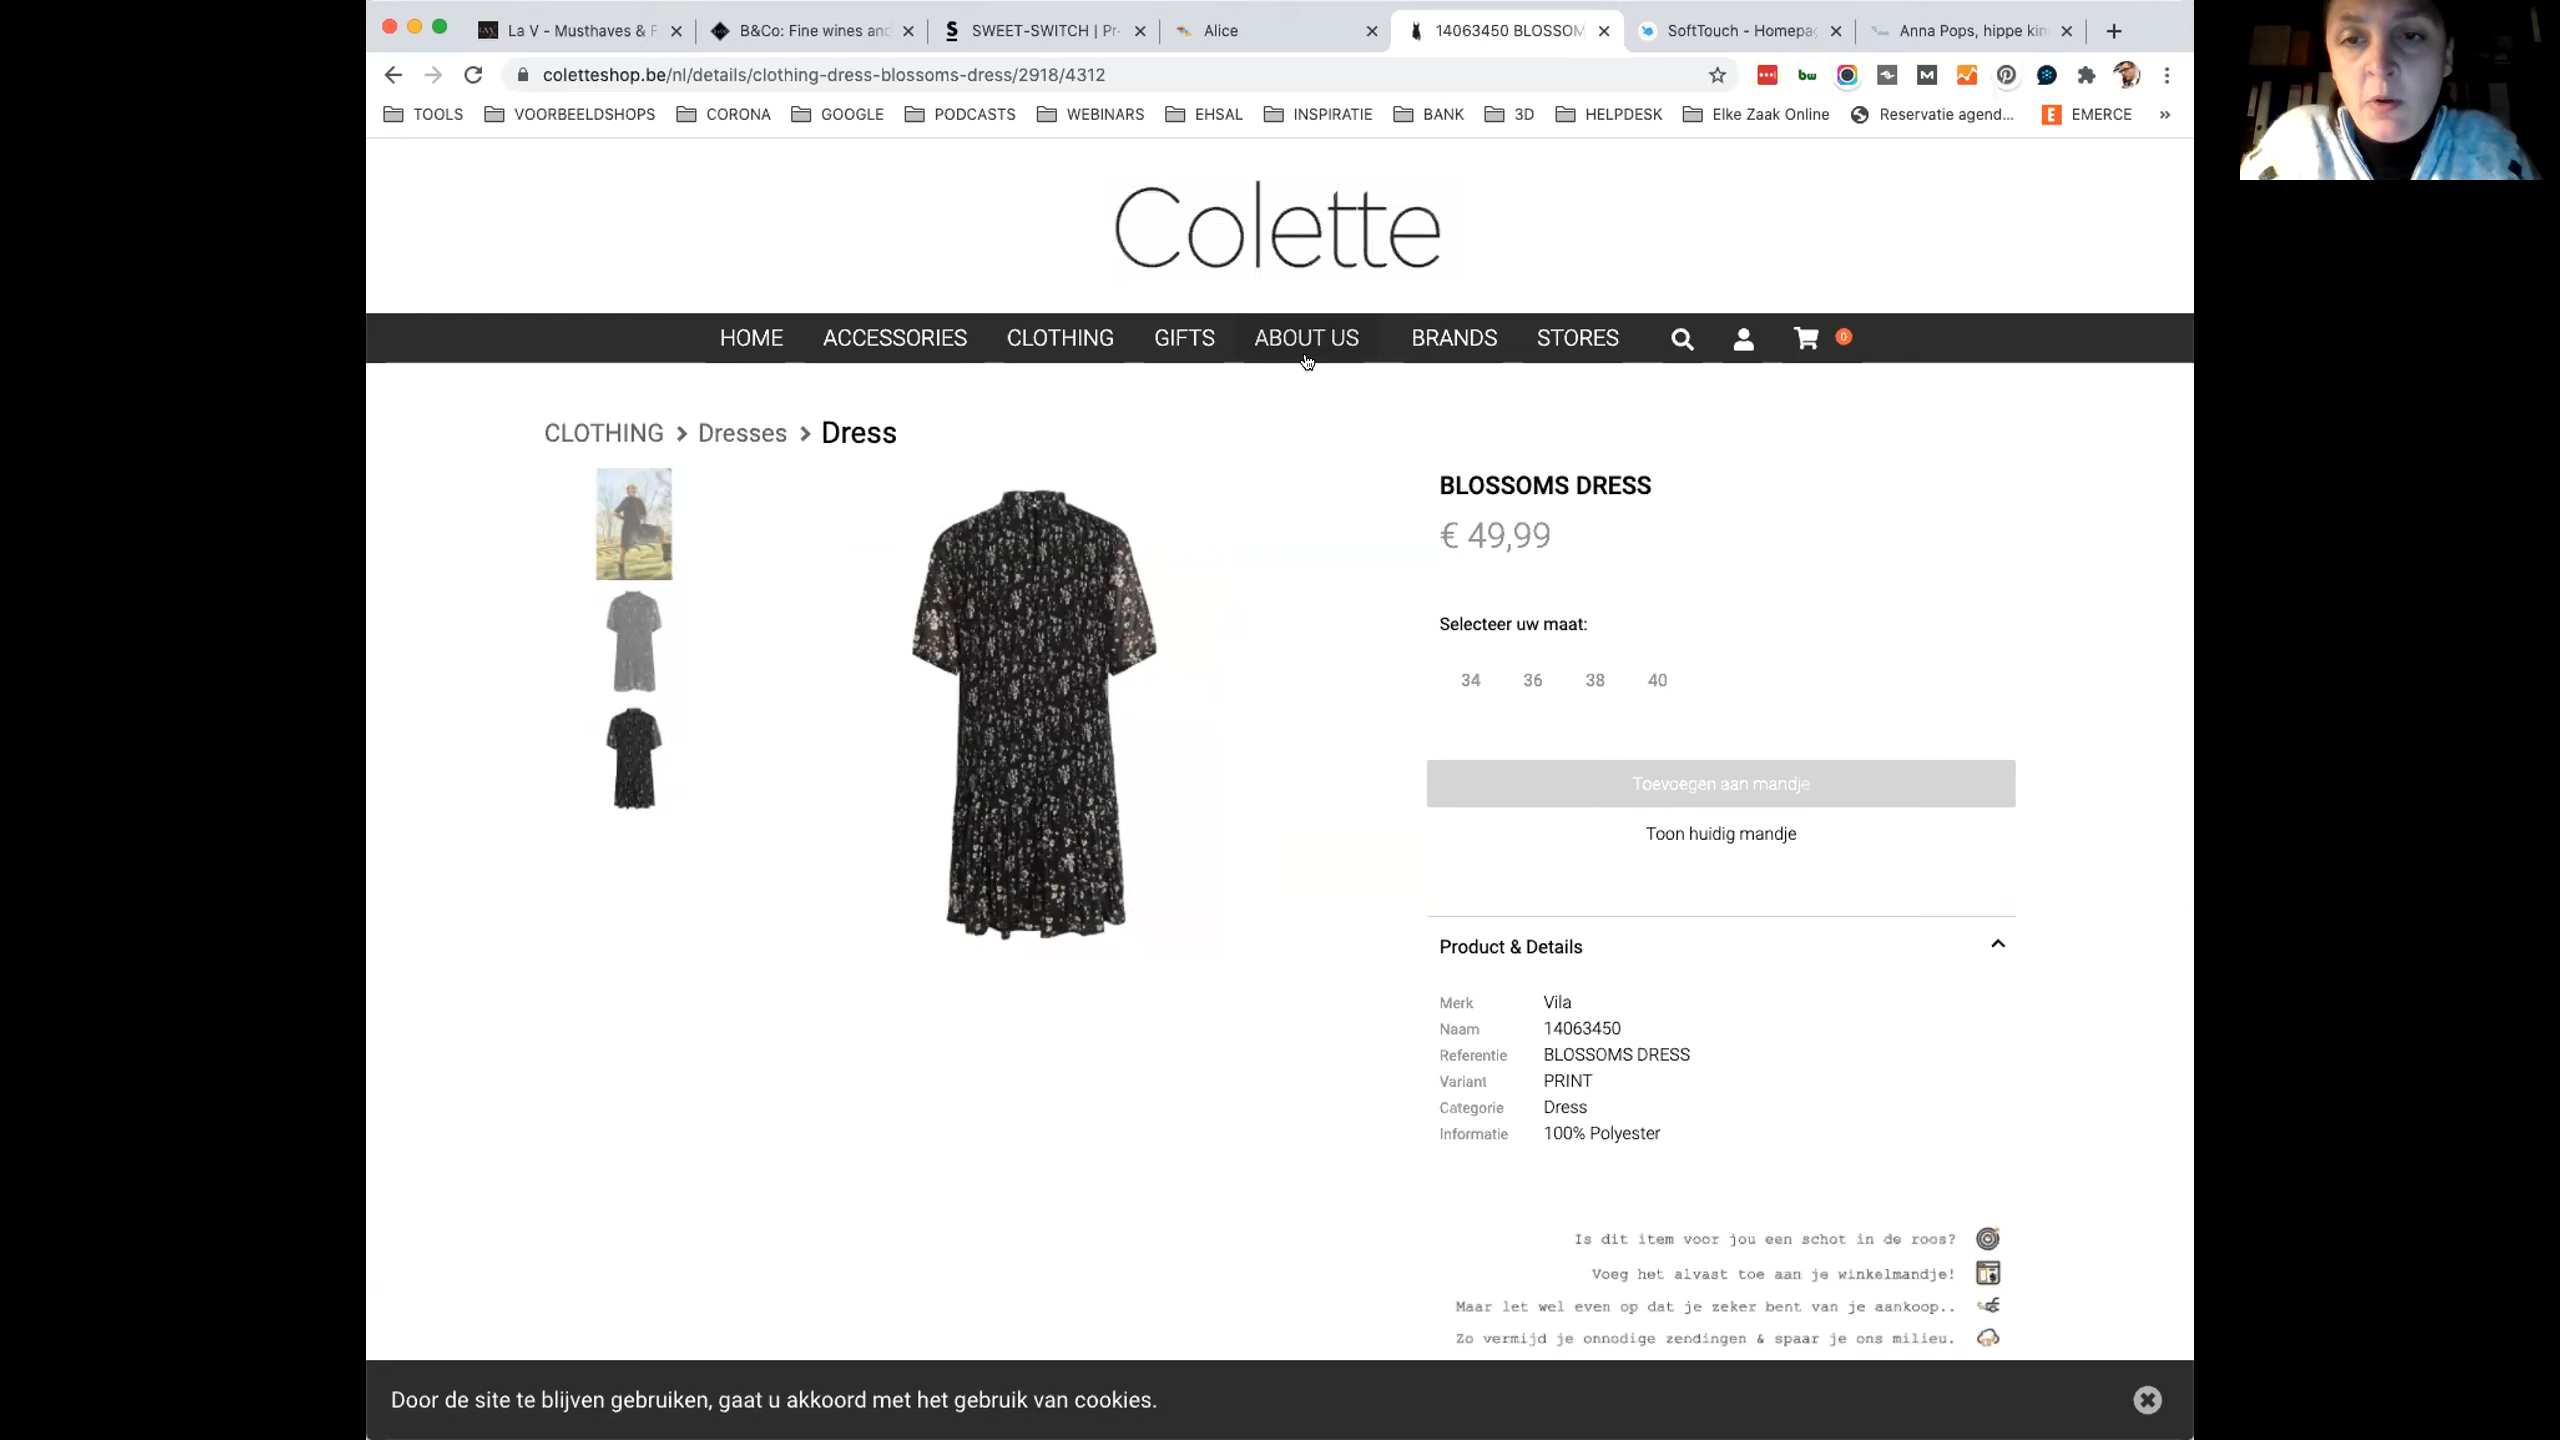 La V - Musthaves & F
B&Co: Fine wines and
SWEET-SWITCH | Pr
Alice
14063450 BLOSSOM
SoftTouch - Homepa
Anna Pops, hippe kin
coletteshop.be/nl/details/clothing-dress-blossoms-dress/2918/4312
bw
M
TOOLS
VOORBEELDSHOPS
CORONA
GOOGLE
PODCASTS
WEBINARS
EHSAL
INSPIRATIE
BANK
3D
HELPDESK
Elke Zaak Online
Reservatie agend...
E EMERCE
Colette
HOME
ACCESSORIES
CLOTHING
GIFTS
ABOUT US
BRANDS
STORES
0
CLOTHING > Dresses > Dress
BLOSSOMS DRESS
€ 49,99
Selecteer uw maat:
34 36 38 40
Toevoegen aan mandje
Toon huidig mandje
Product & Details
Merk Vila
Naam 14063450
Referentie BLOSSOMS DRESS
Variant PRINT
Categorie Dress
Informatie 100% Polyester
Is dit item voor jou een schot in de roos?
Voeg het alvast toe aan je winkelmandje!
Maar let wel even op dat je zeker bent van je aankoop..
Zo vermijd je onnodige zendingen & spaar je ons milieu.
Door de site te blijven gebruiken, gaat u akkoord met het gebruik van cookies.